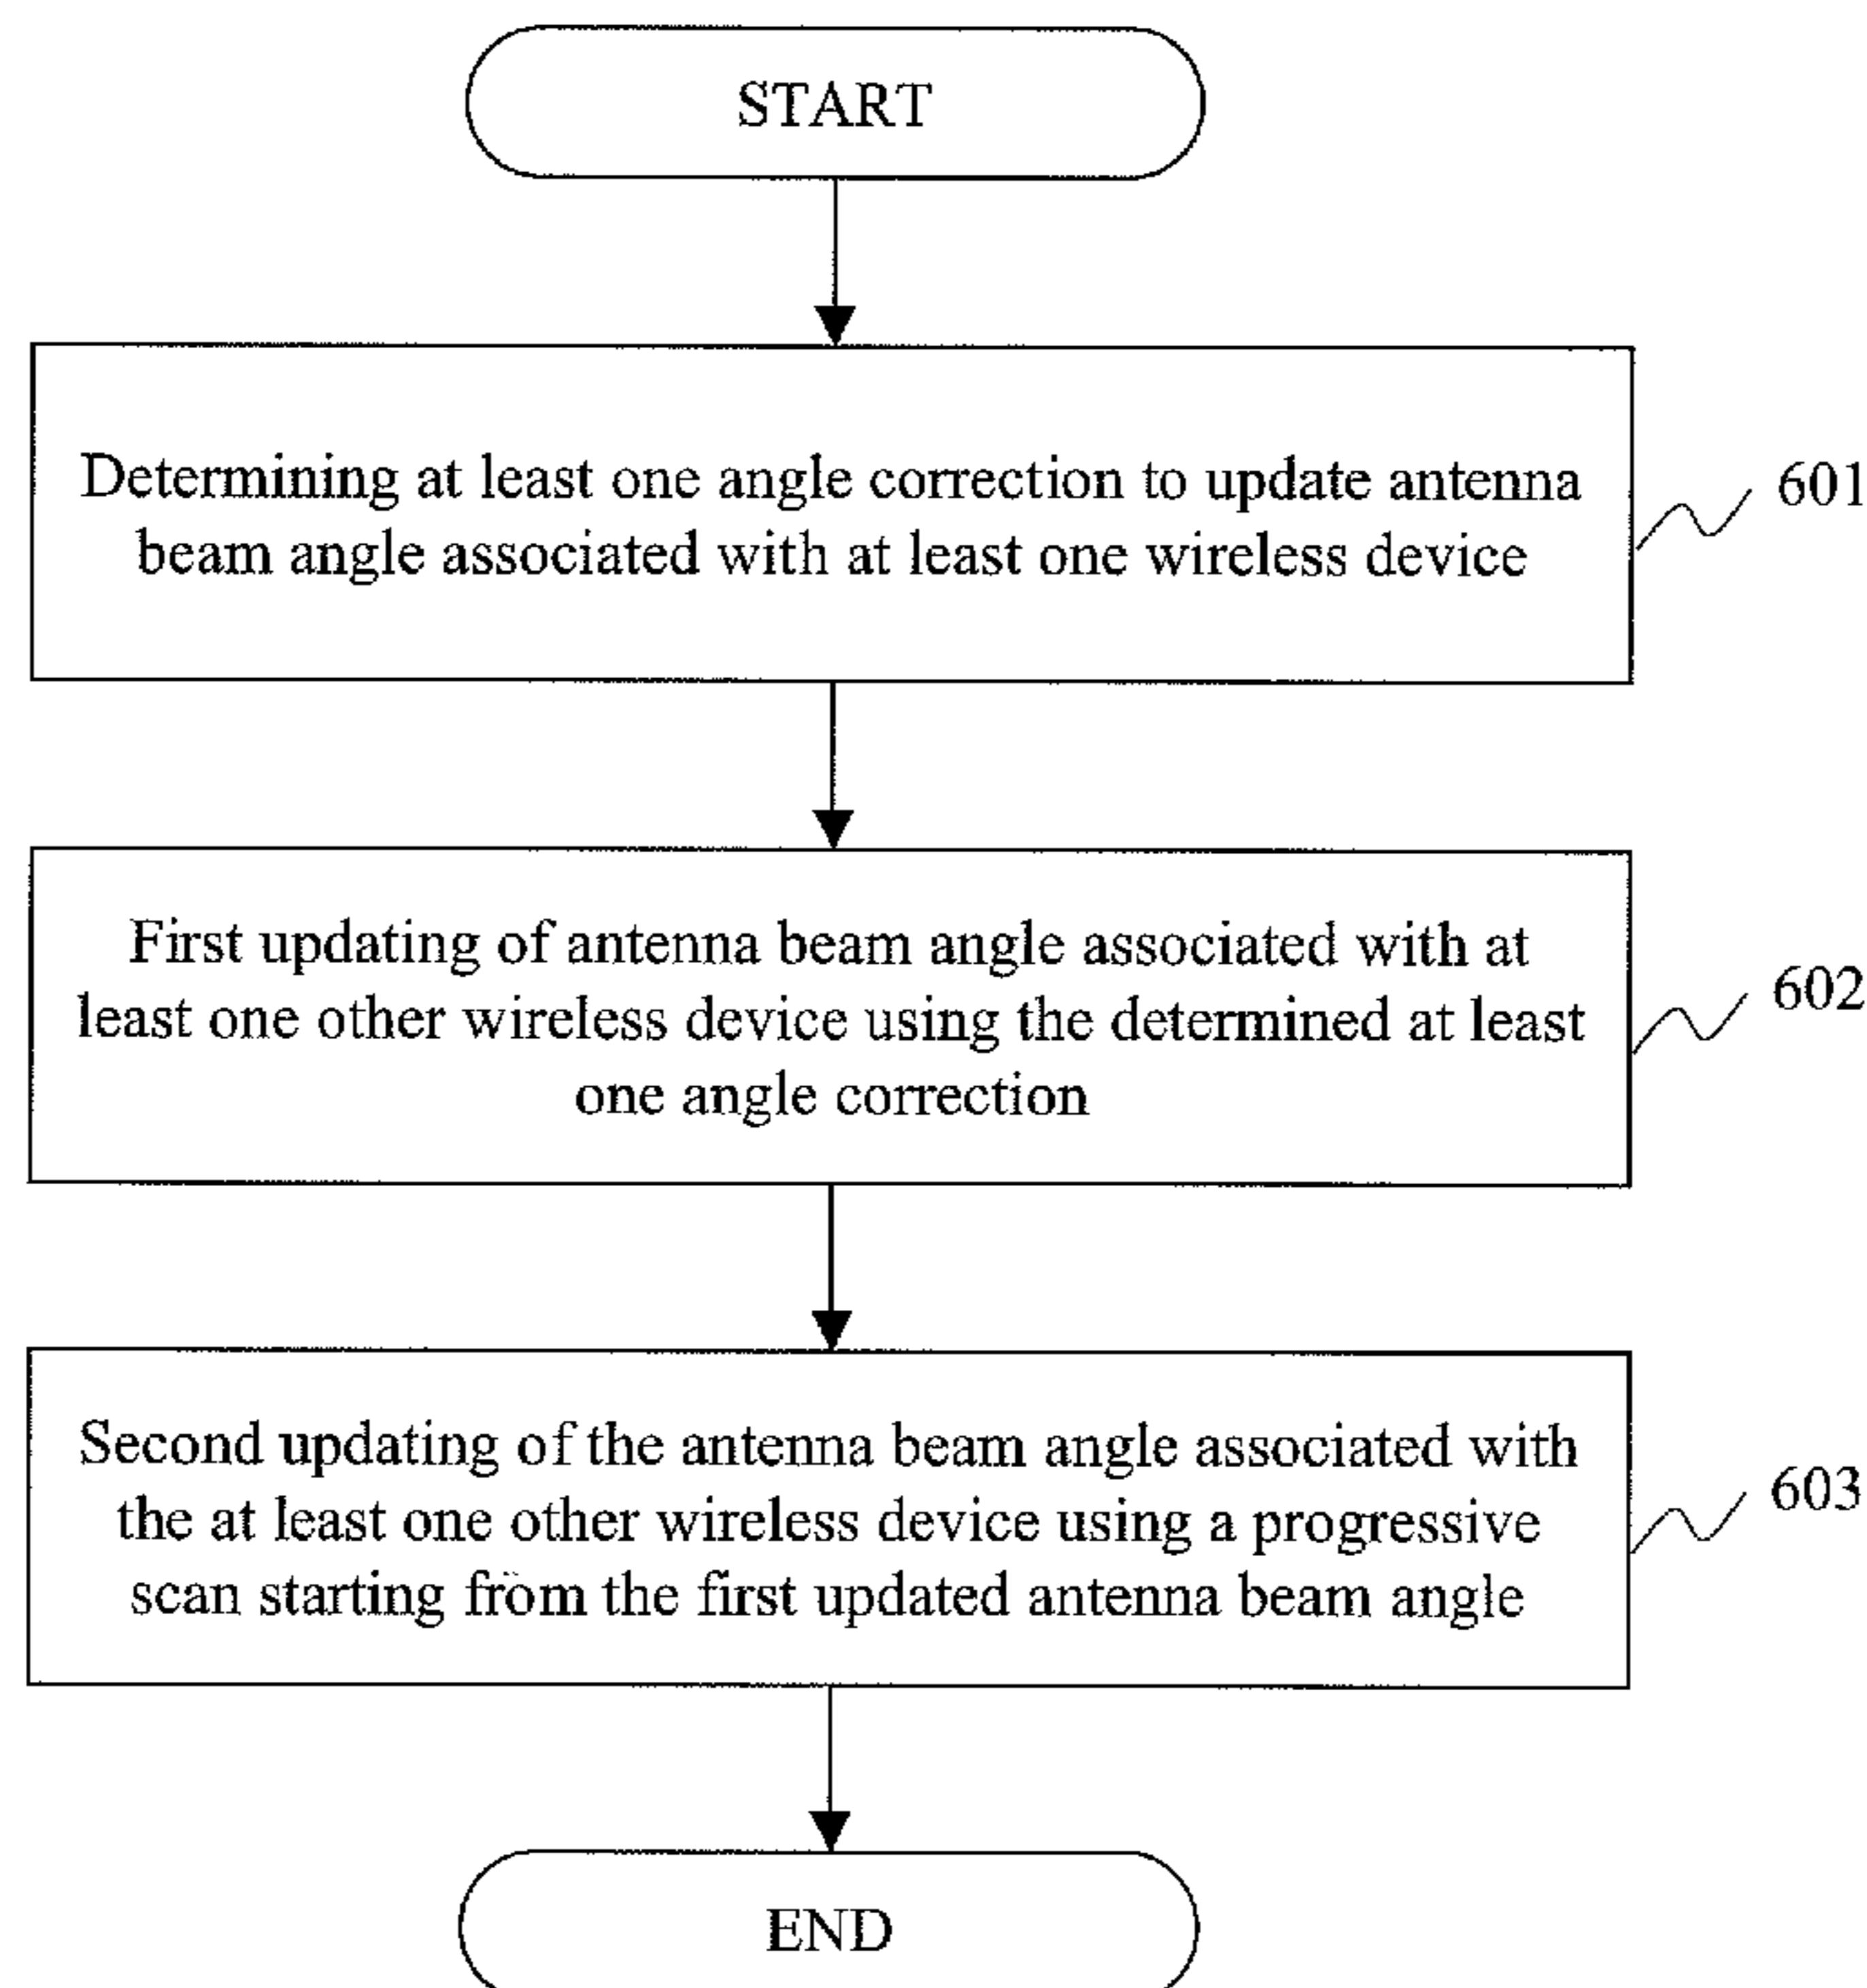 START
Determining at least one angle correction to update antenna
beam angle associated with at least one wireless device
601
First updating of antenna beam angle associated with at
least one other wireless device using the determined at least
one angle correction
602
Second updating of the antenna beam angle associated with
the at least one other wireless device using a progressive
scan starting from the first updated antenna beam angle
603
END